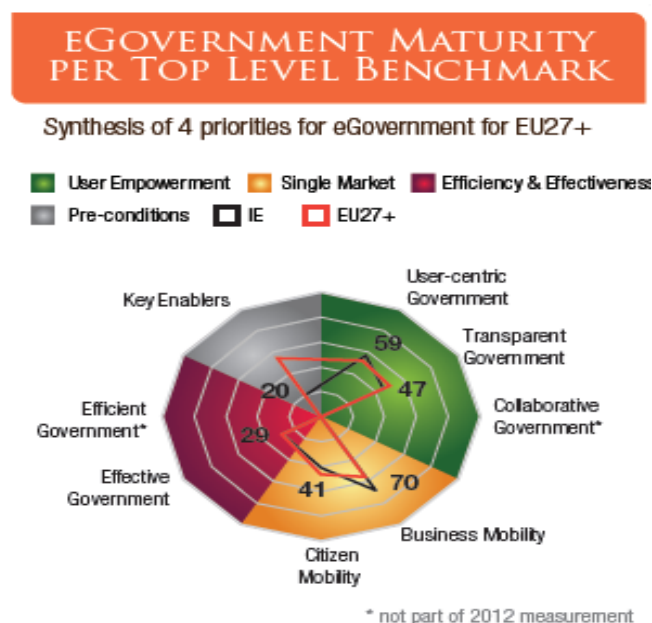 EGOVERNMENT MATURITY
PER TOP LEVEL BENCHMARK
Synthesis of 4 priorities for eGovernment for EU27+
User Empowerment
Single Market
Efficiency & Effectiveness
Pre-conditions
IE
EU27+
User-centric
Government
Key Enablers
Transparent
Government
59
47
20
Collaborative
Government*
Efficient
Government*
29
Effective
Government
41
70
Business Mobility
Citizen
Mobility
* not part of 2012 measurement